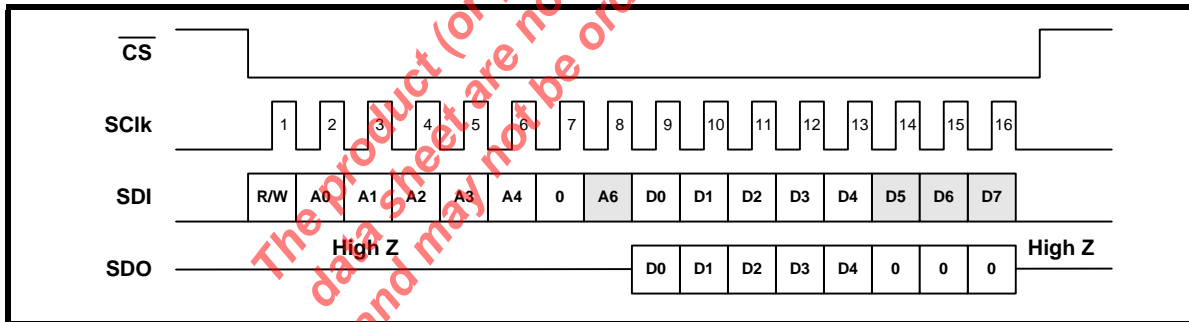 CS
SClk 1 2 3 4 5 6 7 8 9 10 11 12 13 14 15 16
SDI R/W A0 A1 A2 A3 A4 0 A6 D0 D1 D2 D3 D4 D5 D6 D7
High Z High Z
SDO D0 D1 D2 D3 D4 0 0 0
The product (or
data sheet are no
and may not be ord